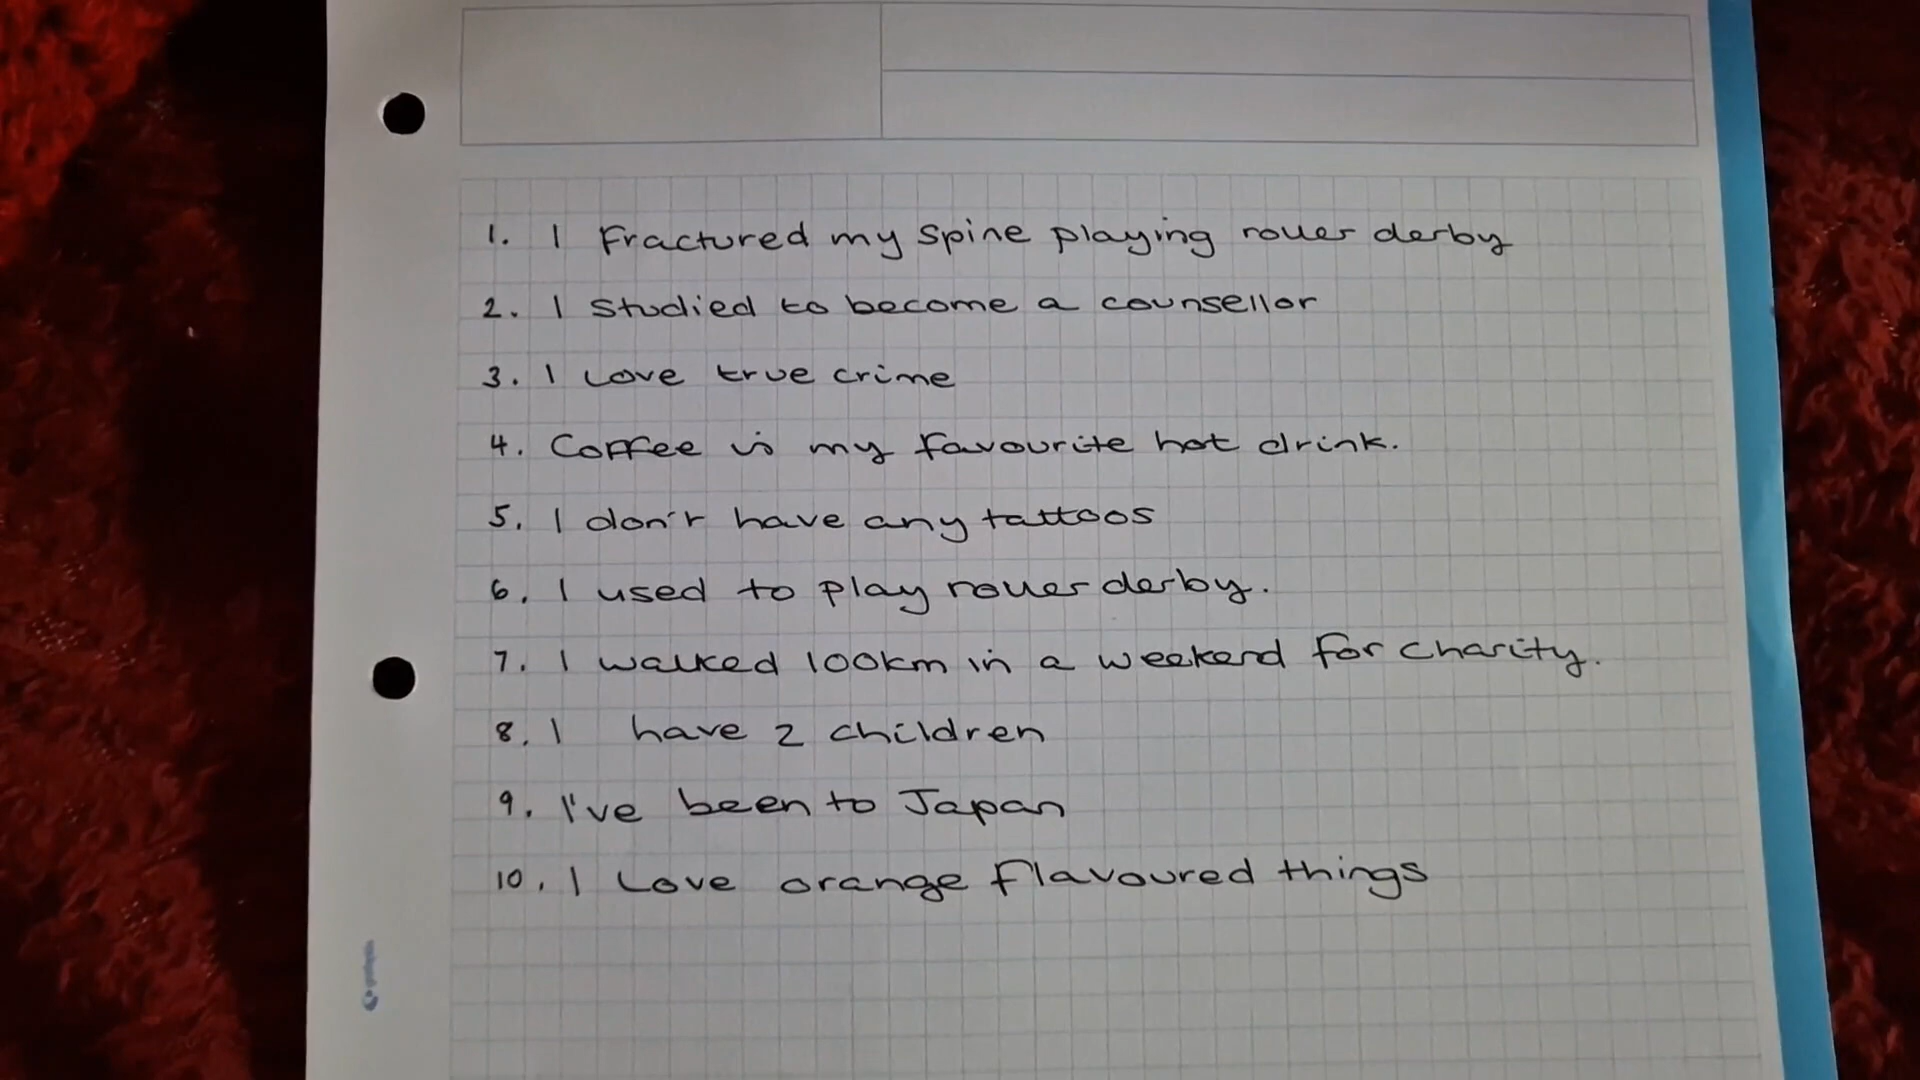 1. I Fractured my spine playing roller derby
2. I studied to become a counsellor
3. I love true crime
4. Coffee is my favourite hot drink.
5. I don't have any tattoos
6. I used to play roller derby.
7. I walked 100km in a weekend for charity.
8. I have 2 children
9. I've been to Japan
10. I Love orange flavoured things